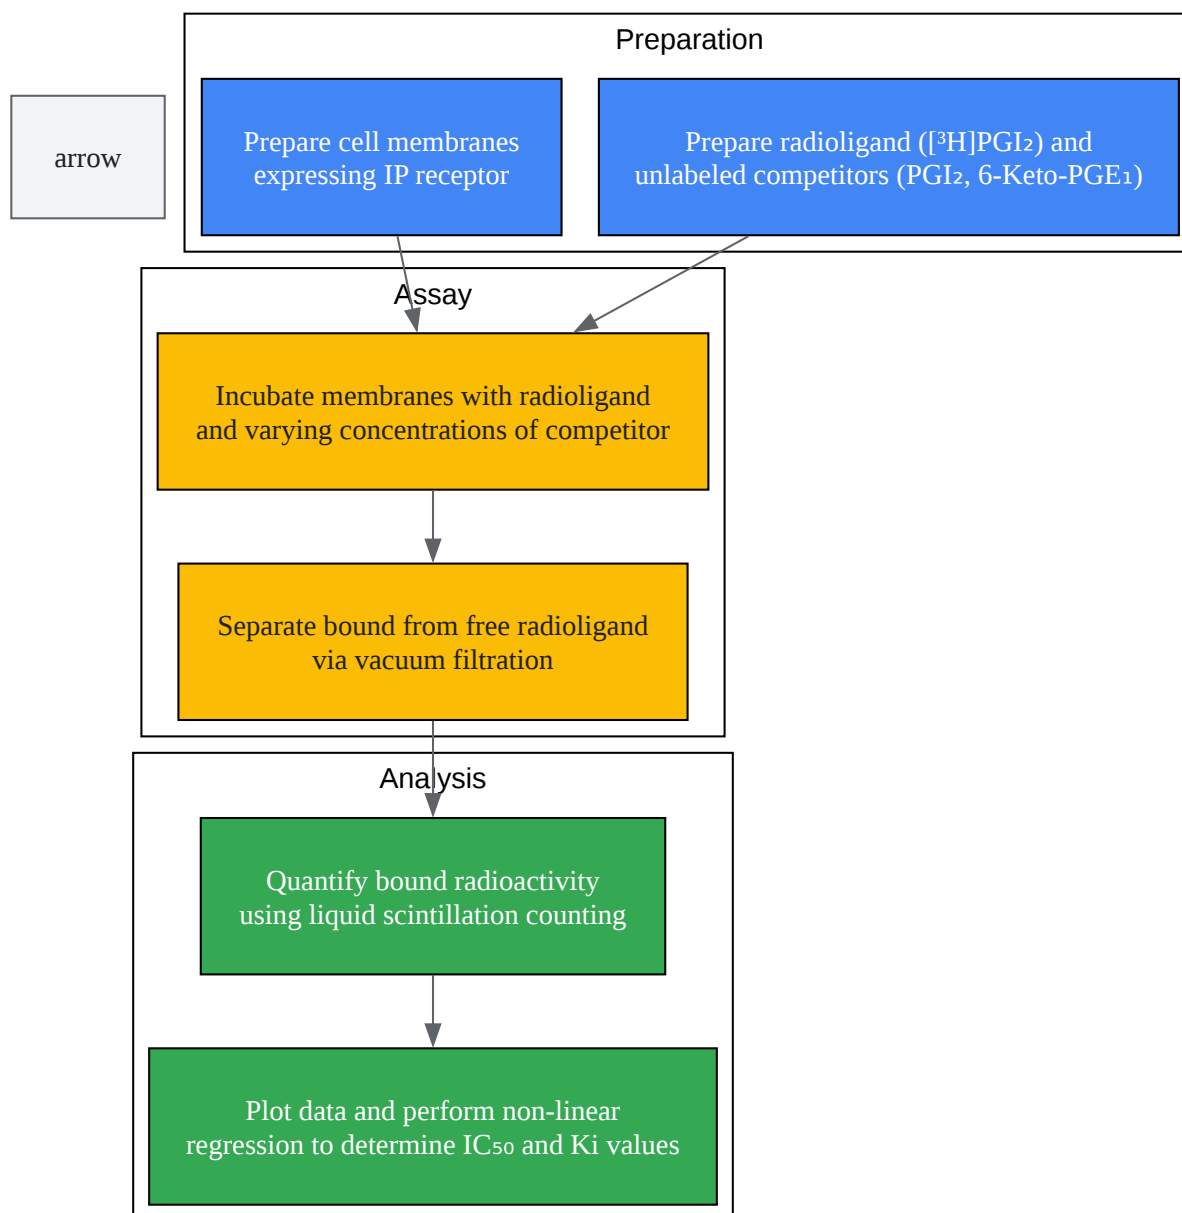 Preparation
arrow
Prepare cell membranes
expressing IP receptor
Prepare radioligand ([³H]PGI₂) and
unlabeled competitors (PGI₂, 6-Keto-PGE₁)
Assay
Incubate membranes with radioligand
and varying concentrations of competitor
Separate bound from free radioligand
via vacuum filtration
Analysis
Quantify bound radioactivity
using liquid scintillation counting
Plot data and perform non-linear
regression to determine IC₅₀ and Ki values